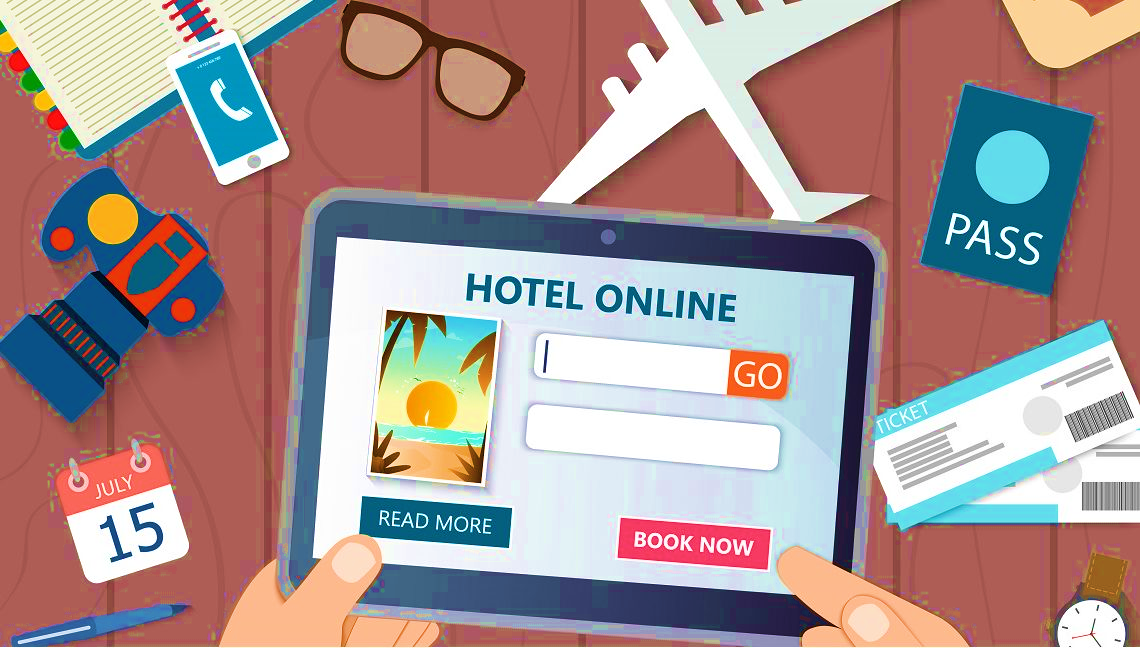 HOTEL ONLINE
GO
READ MORE
BOOK NOW
PASS
TICKET
JULY
15